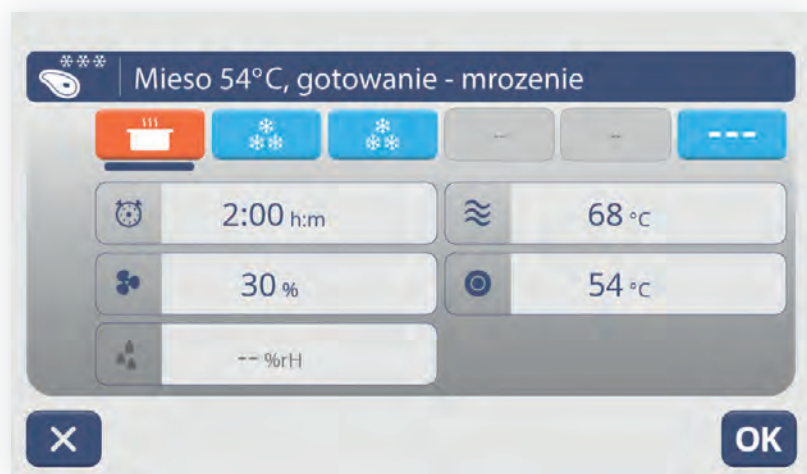 Mieso 54°C, gotowanie - mrozenie
-- -- ---
2:00 h:m 68 °C
30 % 54 °C
-- %rH
OK